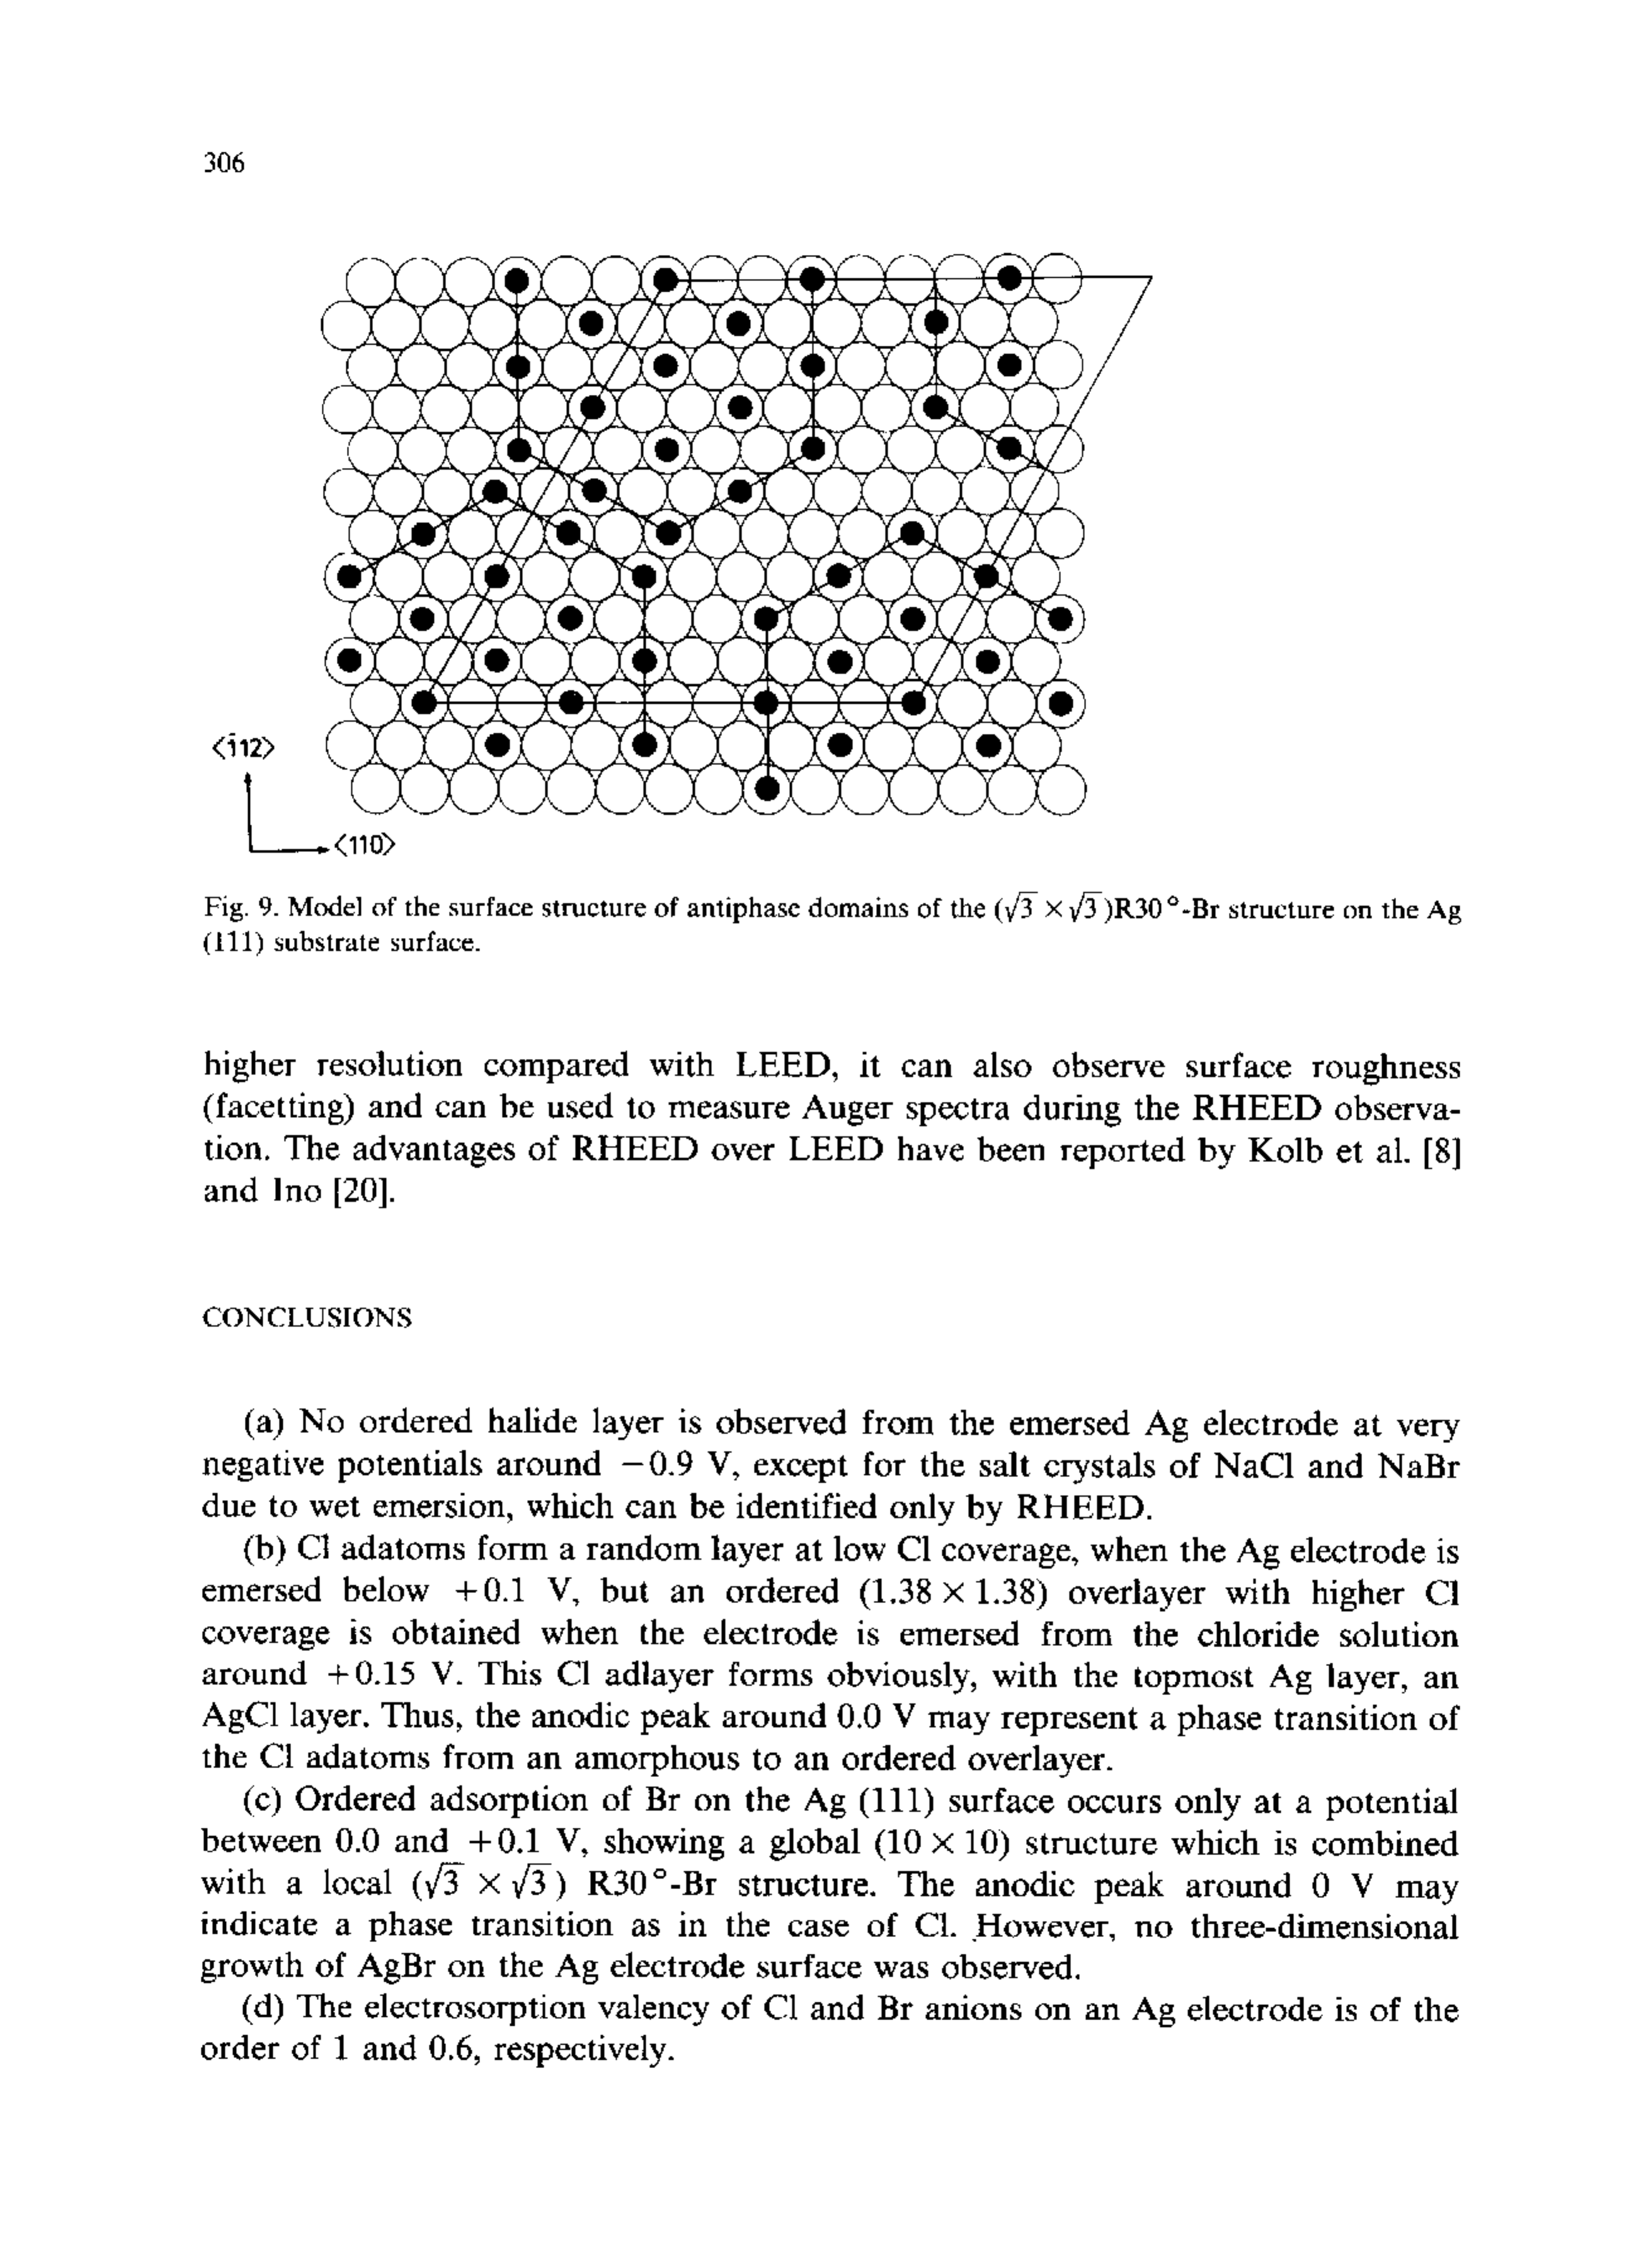 306
<1̄12>
<110>
Fig. 9. Model of the surface structure of antiphase domains of the (√3 × √3)R30°-Br structure on the Ag
(111) substrate surface.
higher resolution compared with LEED, it can also observe surface roughness
(facetting) and can be used to measure Auger spectra during the RHEED observa-
tion. The advantages of RHEED over LEED have been reported by Kolb et al. [8]
and Ino [20].
CONCLUSIONS
(a) No ordered halide layer is observed from the emersed Ag electrode at very
negative potentials around −0.9 V, except for the salt crystals of NaCl and NaBr
due to wet emersion, which can be identified only by RHEED.
(b) Cl adatoms form a random layer at low Cl coverage, when the Ag electrode is
emersed below +0.1 V, but an ordered (1.38 × 1.38) overlayer with higher Cl
coverage is obtained when the electrode is emersed from the chloride solution
around +0.15 V. This Cl adlayer forms obviously, with the topmost Ag layer, an
AgCl layer. Thus, the anodic peak around 0.0 V may represent a phase transition of
the Cl adatoms from an amorphous to an ordered overlayer.
(c) Ordered adsorption of Br on the Ag (111) surface occurs only at a potential
between 0.0 and +0.1 V, showing a global (10 × 10) structure which is combined
with a local (√3 × √3) R30°-Br structure. The anodic peak around 0 V may
indicate a phase transition as in the case of Cl. However, no three-dimensional
growth of AgBr on the Ag electrode surface was observed.
(d) The electrosorption valency of Cl and Br anions on an Ag electrode is of the
order of 1 and 0.6, respectively.